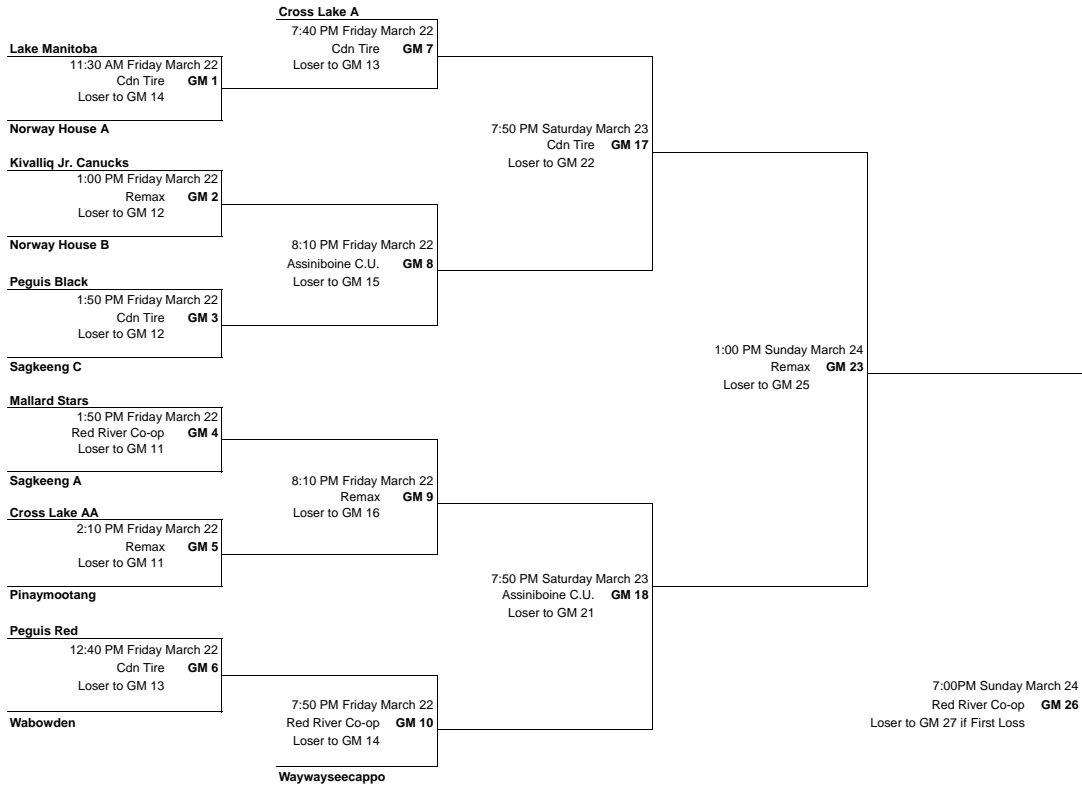 Cross Lake A
7:40 PM Friday March 22
Cdn Tire GM 7
Loser to GM 13
Lake Manitoba
11:30 AM Friday March 22
Cdn Tire GM 1
Loser to GM 14
Norway House A
7:50 PM Saturday March 23
Cdn Tire GM 17
Loser to GM 22
Kivalliq Jr. Canucks
1:00 PM Friday March 22
Remax GM 2
Loser to GM 12
Norway House B
8:10 PM Friday March 22
Assiniboine C.U. GM 8
Loser to GM 15
Peguis Black
1:50 PM Friday March 22
Cdn Tire GM 3
Loser to GM 12
Sagkeeng C
1:00 PM Sunday March 24
Remax GM 23
Loser to GM 25
Mallard Stars
1:50 PM Friday March 22
Red River Co-op GM 4
Loser to GM 11
Sagkeeng A
8:10 PM Friday March 22
Remax GM 9
Loser to GM 16
Cross Lake AA
2:10 PM Friday March 22
Remax GM 5
Loser to GM 11
Pinaymootang
7:50 PM Saturday March 23
Assiniboine C.U. GM 18
Loser to GM 21
Peguis Red
12:40 PM Friday March 22
Cdn Tire GM 6
Loser to GM 13
Wabowden
7:50 PM Friday March 22
Red River Co-op GM 10
Loser to GM 14
Waywayseecappo
7:00PM Sunday March 24
Red River Co-op GM 26
Loser to GM 27 if First Loss